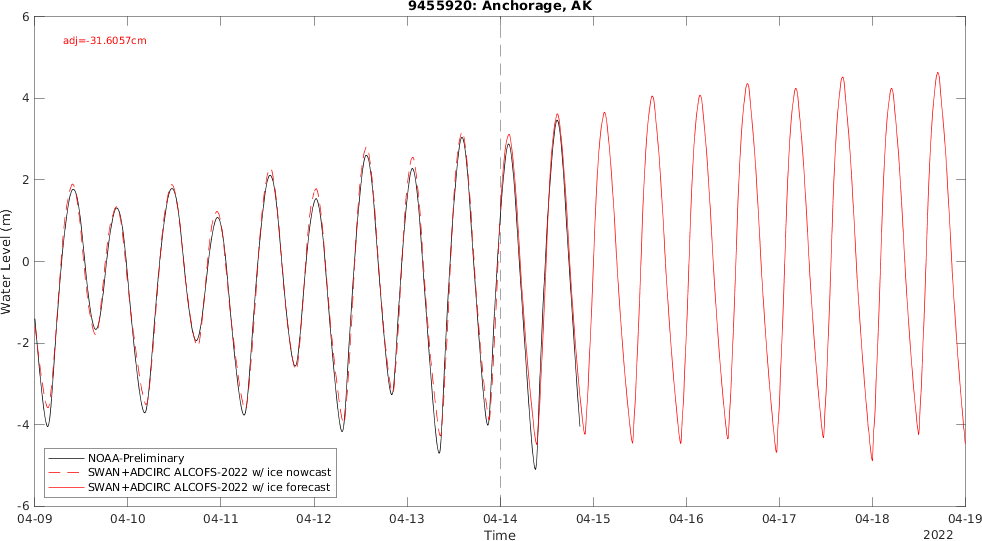 9455920: Anchorage, AK
adj=-31.6057cm
6
4
2
0
-2
-4
-6
Water Level (m)
NOAA-Preliminary
SWAN+ADCIRC ALCOFS-2022 w/ ice nowcast
SWAN+ADCIRC ALCOFS-2022 w/ ice forecast
04-09 04-10 04-11 04-12 04-13 04-14 04-15 04-16 04-17 04-18 04-19
Time
2022